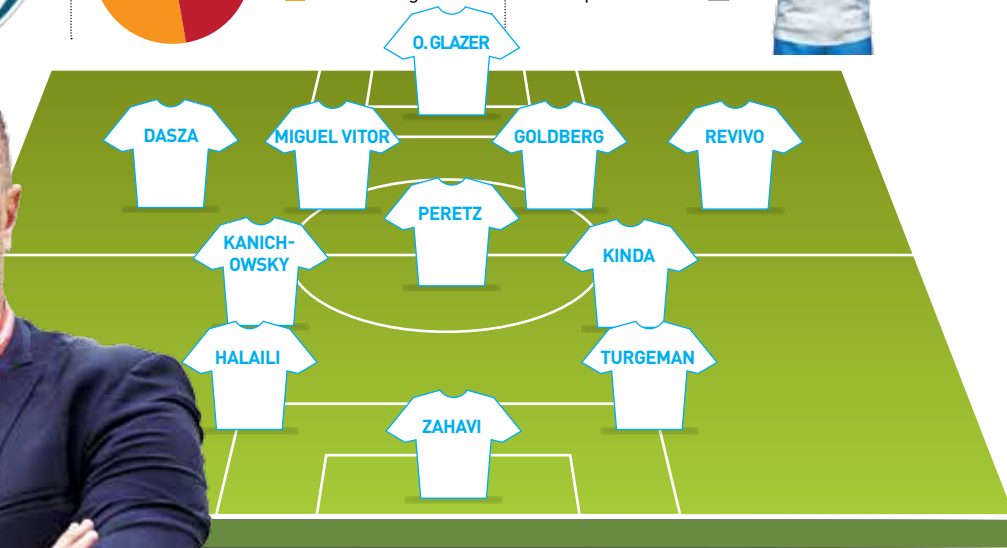 O. GLAZER
DASZA
MIGUEL VITOR
GOLDBERG
REVIVO
PERETZ
KANICH-
OWSKY
KINDA
HALAILI
TURGEMAN
ZAHAVI